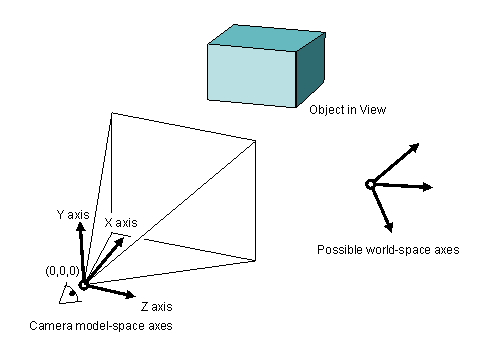 Object in View
Y axis
X axis
Possible world-space axes
(0,0,0)
Z axis
Camera model-space axes